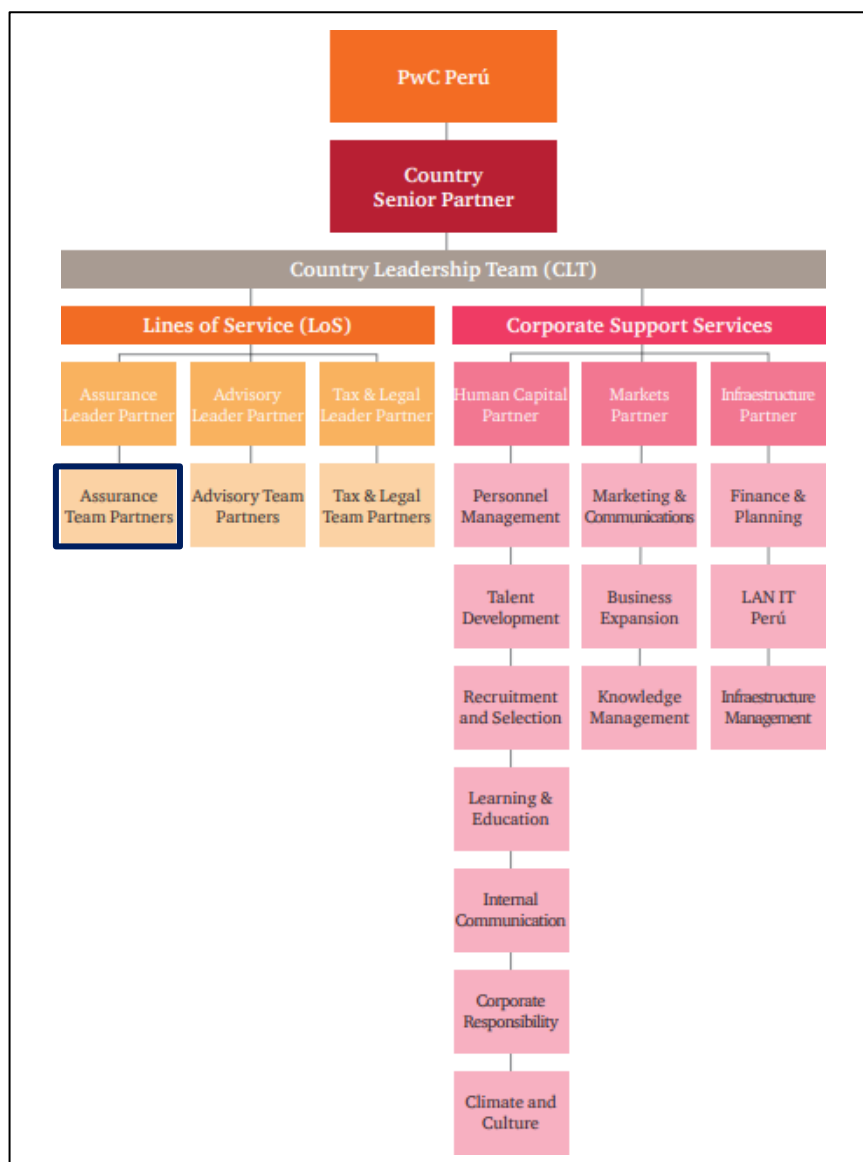 PwC Perú
Country
Senior Partner
Country Leadership Team (CLT)
Lines of Service (LoS)
Corporate Support Services
Assurance
Leader Partner
Advisory
Leader Partner
Tax & Legal
Leader Partner
Human Capital
Partner
Markets
Partner
Infraestructure
Partner
Assurance
Team Partners
Advisory Team
Partners
Tax & Legal
Team Partners
Personnel
Management
Marketing &
Communications
Finance &
Planning
Talent
Development
Business
Expansion
LAN IT
Perú
Recruitment
and Selection
Knowledge
Management
Infraestructure
Management
Learning &
Education
Internal
Communication
Corporate
Responsibility
Climate and
Culture